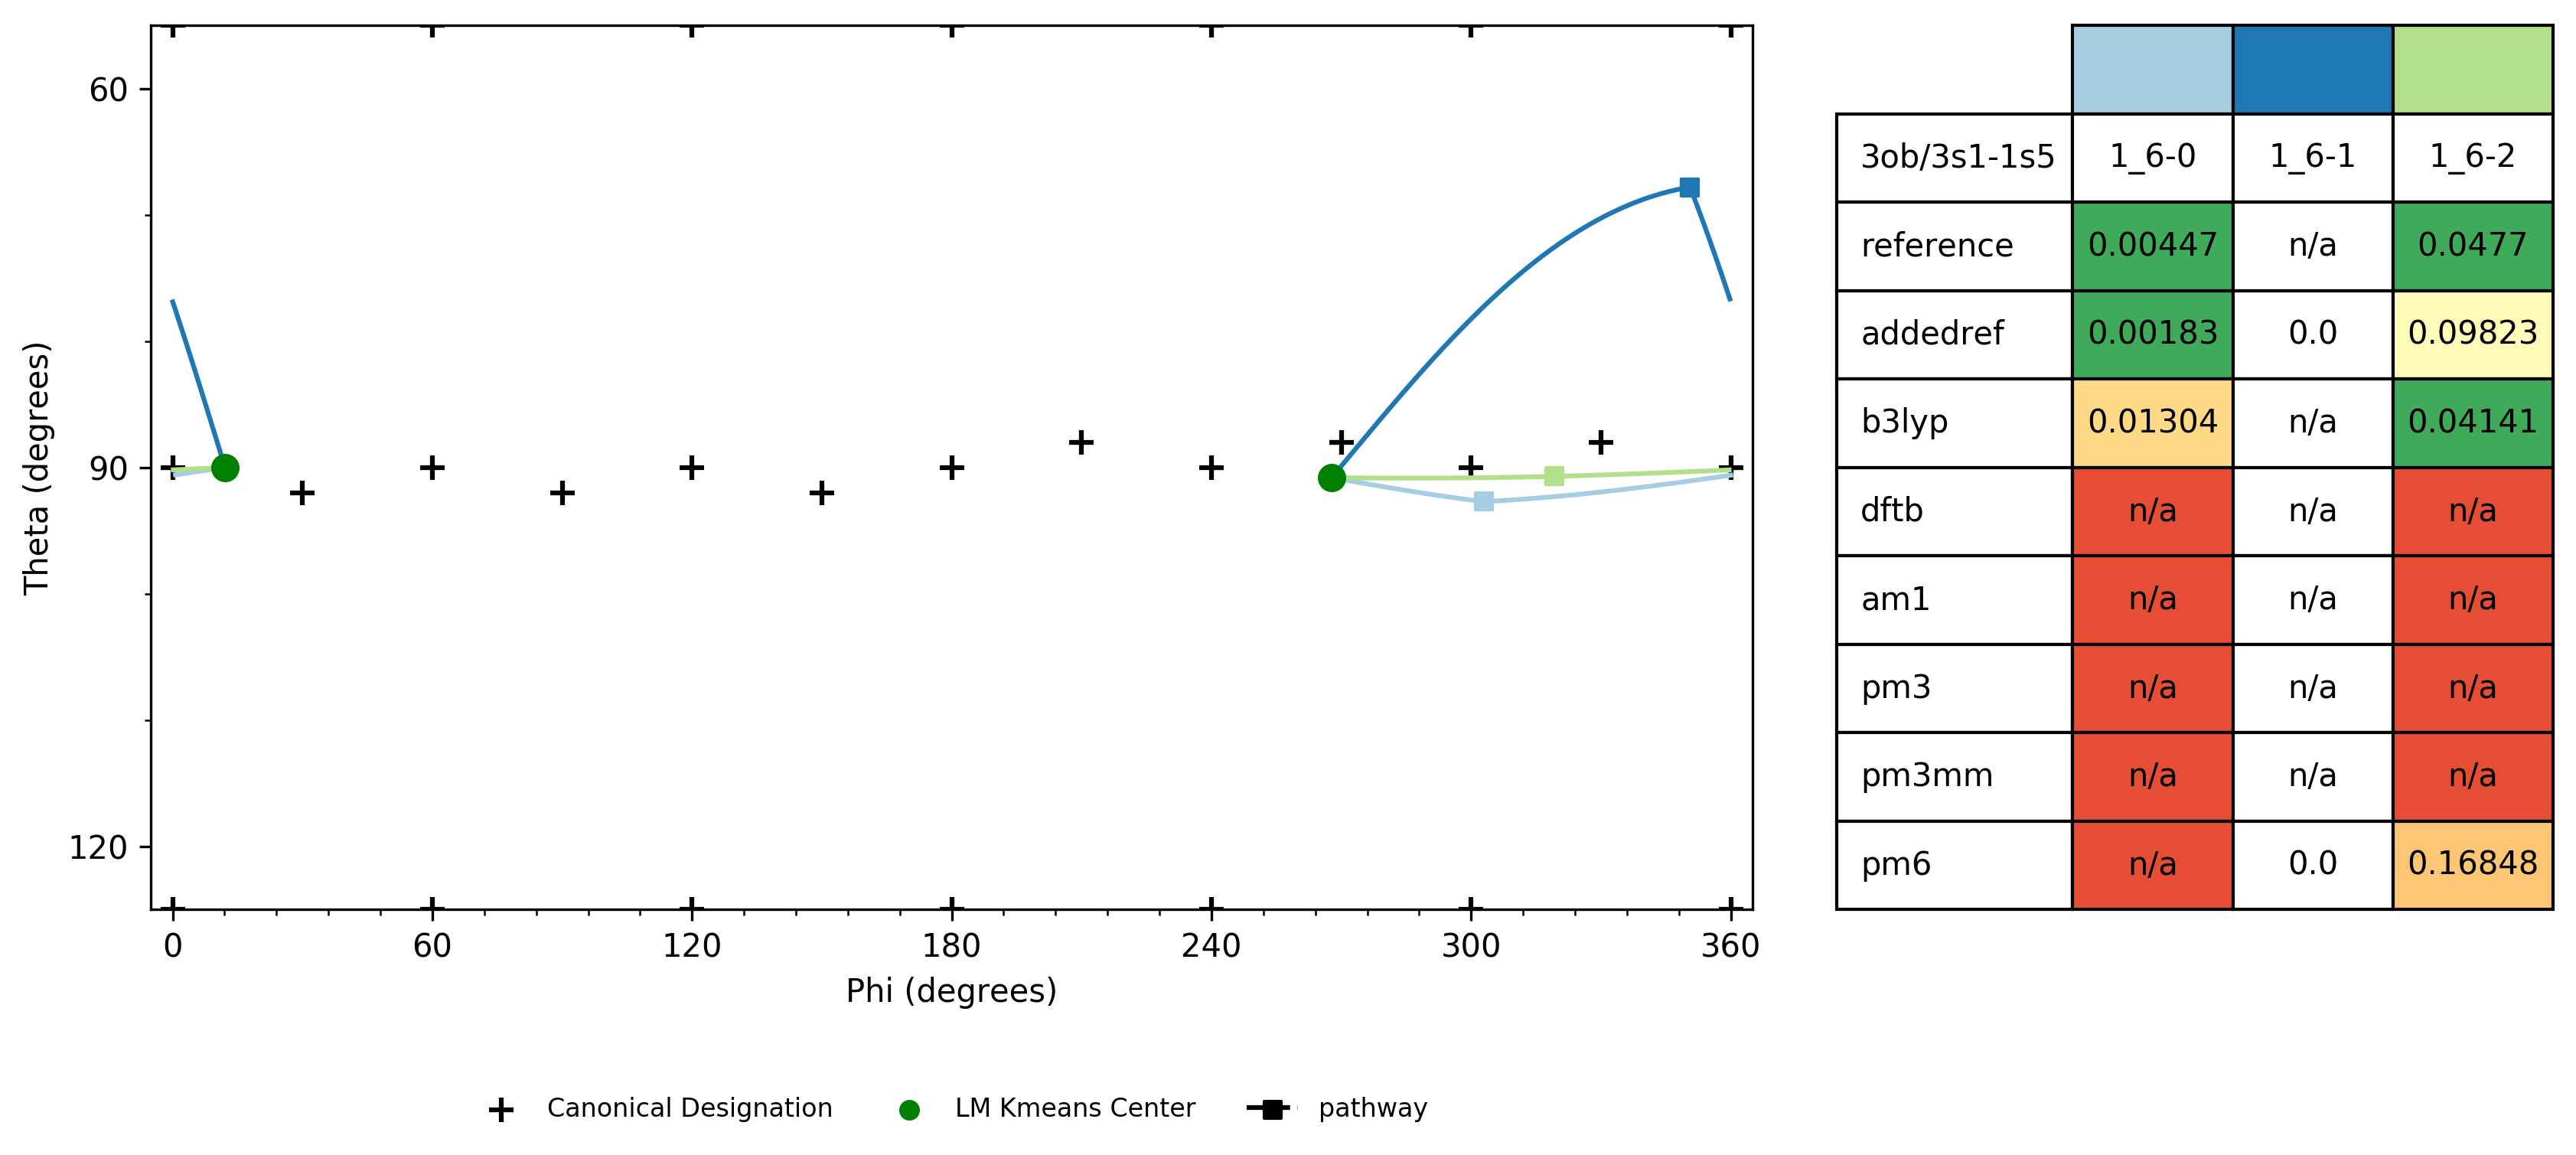 60
90
120
Theta (degrees)
0 60 120 180 240 300 360
Phi (degrees)
Canonical Designation LM Kmeans Center pathway
3ob/3s1-1s5 1_6-0 1_6-1 1_6-2
reference 0.00447 n/a 0.0477
addedref 0.00183 0.0 0.09823
b3lyp 0.01304 n/a 0.04141
dftb n/a n/a n/a
am1 n/a n/a n/a
pm3 n/a n/a n/a
pm3mm n/a n/a n/a
pm6 n/a 0.0 0.16848